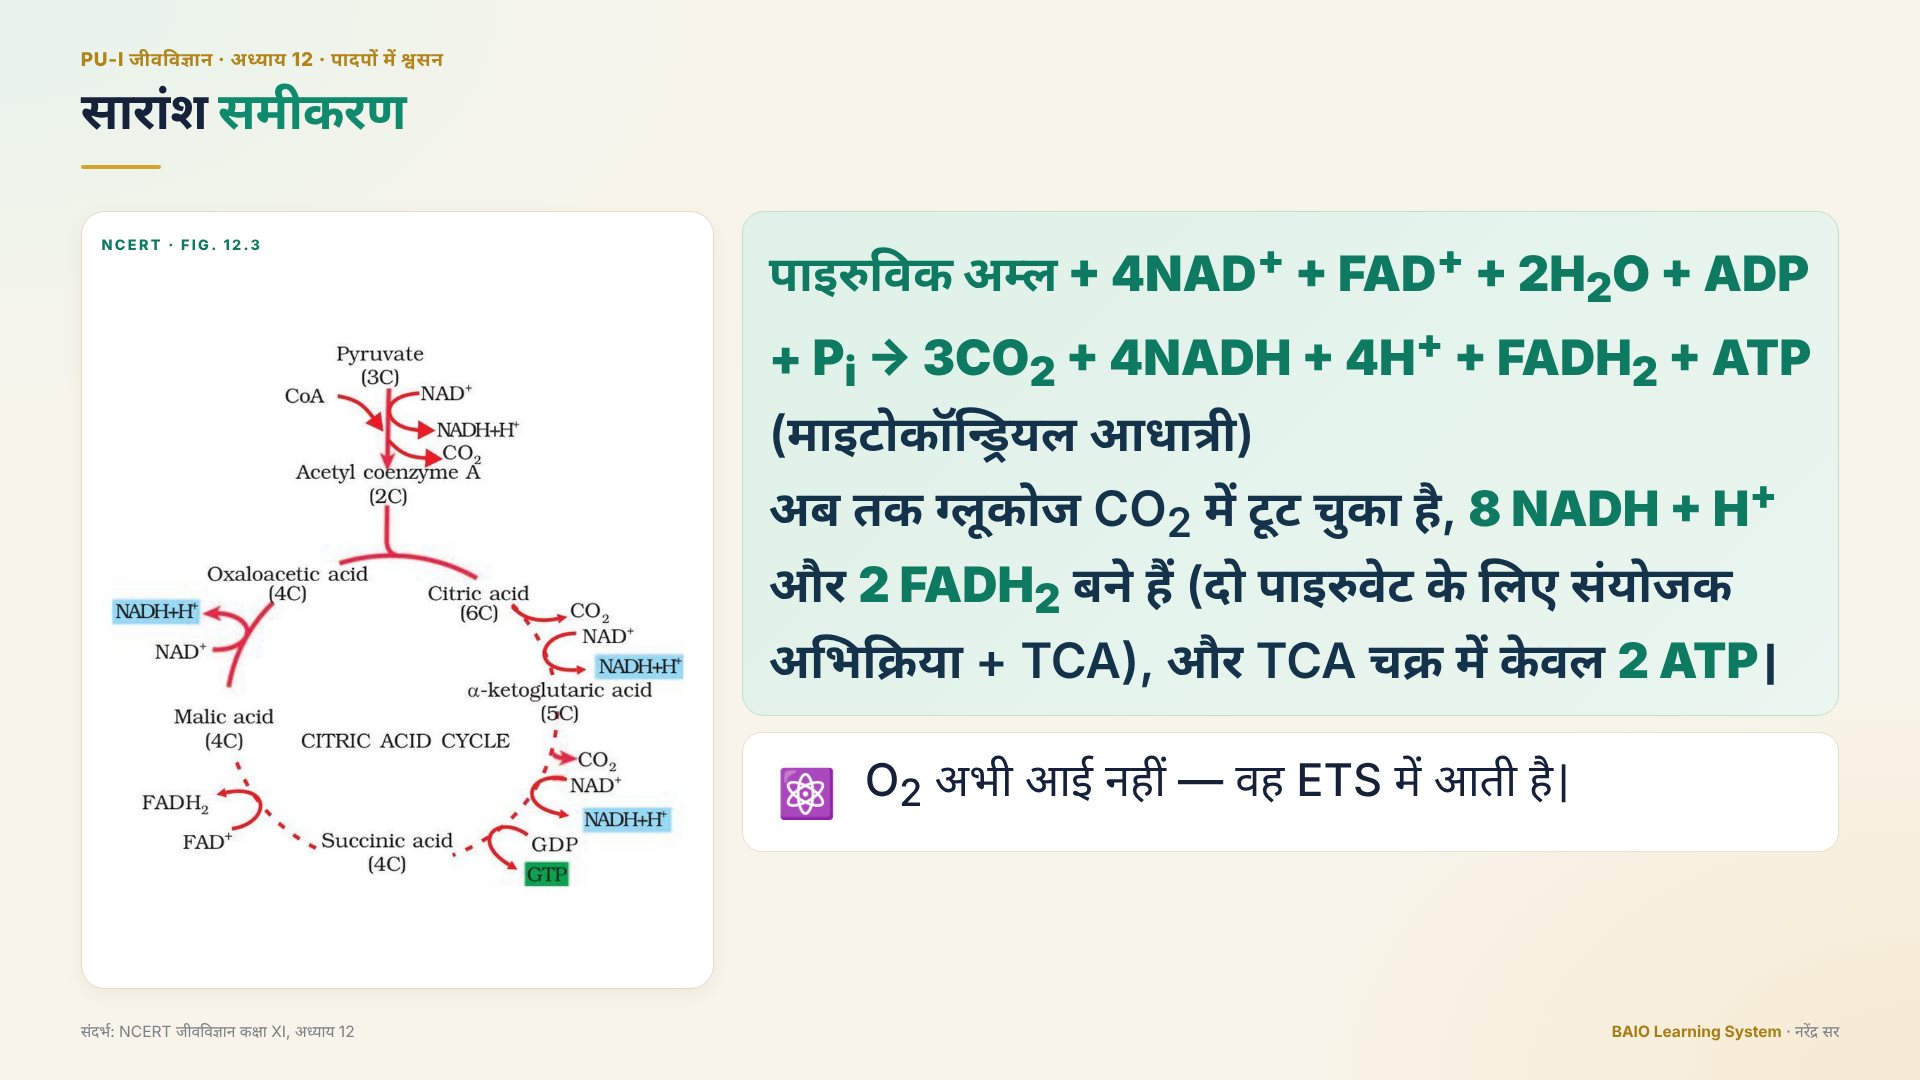 PU-I जीवविज्ञान · अध्याय 12 · पादपों में श्वसन
सारांश समीकरण
NCERT · FIG. 12.3
Pyruvate
(3C)
CoA
NAD⁺
NADH+H⁺
CO₂
Acetyl coenzyme A
(2C)
Oxaloacetic acid
(4C)
Citric acid
(6C)
CO₂
NADH+H⁺
NAD⁺
NAD⁺
NADH+H⁺
α-ketoglutaric acid
(5C)
Malic acid
(4C)
CITRIC ACID CYCLE
CO₂
NAD⁺
NADH+H⁺
FADH₂
FAD⁺
Succinic acid
(4C)
GDP
GTP
पाइरुविक अम्ल + 4NAD⁺ + FAD⁺ + 2H₂O + ADP
+ Pᵢ → 3CO₂ + 4NADH + 4H⁺ + FADH₂ + ATP
(माइटोकॉन्ड्रियल आधात्री)
अब तक ग्लूकोज CO₂ में टूट चुका है, 8 NADH + H⁺
और 2 FADH₂ बने हैं (दो पाइरुवेट के लिए संयोजक
अभिक्रिया + TCA), और TCA चक्र में केवल 2 ATP|
O₂ अभी आई नहीं — वह ETS में आती है|
संदर्भ: NCERT जीवविज्ञान कक्षा XI, अध्याय 12
BAIO Learning System · नरेंद्र सर